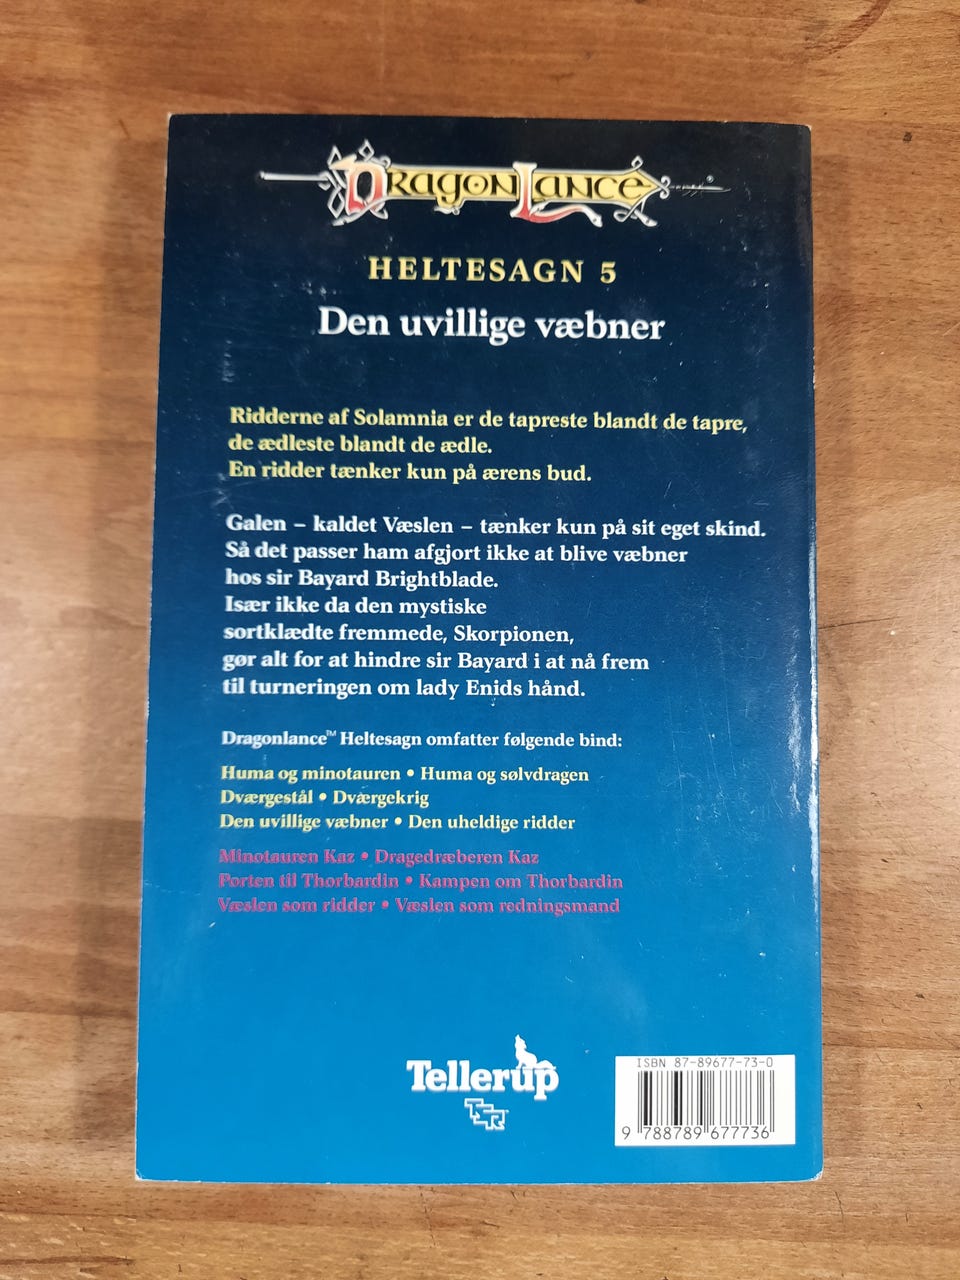 DRAGONLANCE®
HELTESAGN 5
Den uvillige væbner
Ridderne af Solamnia er de tapreste blandt de tapre,
de ædleste blandt de ædle.
En ridder tænker kun på ærens bud.
Galen – kaldet Væslen – tænker kun på sit eget skind.
Så det passer ham afgjort ikke at blive væbner
hos sir Bayard Brightblade.
Især ikke da den mystiske
sortklædte fremmede, Skorpionen,
gør alt for at hindre sir Bayard i at nå frem
til turneringen om lady Enids hånd.
Dragonlance™ Heltesagn omfatter følgende bind:
Huma og minotauren • Huma og sølvdragen
Dværgestål • Dværgekrig
Den uvillige væbner • Den uheldige ridder
Minotauren Kaz • Dragedræberen Kaz
Porten til Thorbardin • Kampen om Thorbardin
Væslen som ridder • Væslen som redningsmand
Tellerup
TSR
ISBN 87-89677-73-0
9 788789 677736